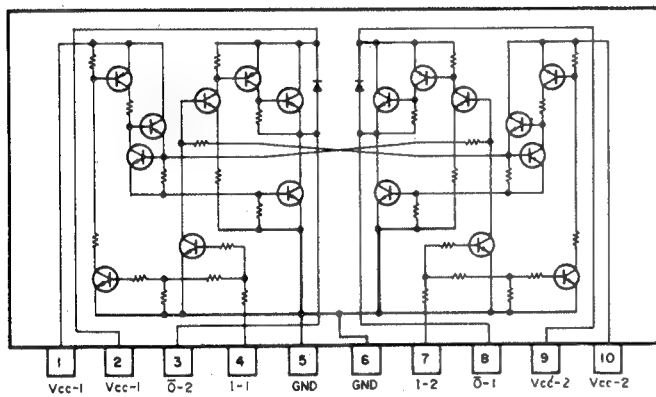 1 2 3 4 5 6 7 8 9 10
Vcc-1 Vcc-1 O̅-2 I-1 GND GND I-2 O̅-1 Vcc-2 Vcc-2